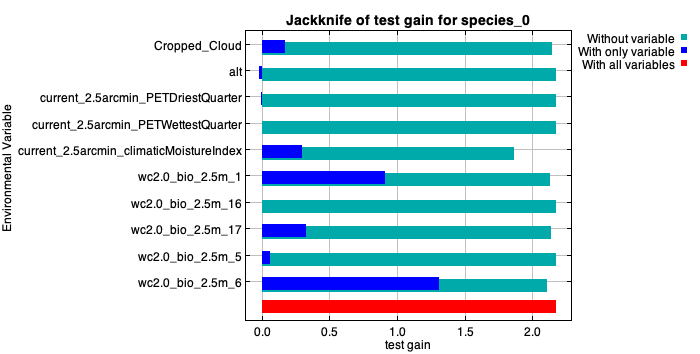 Jackknife of test gain for species_0
Without variable
With only variable
With all variables
Environmental Variable
Cropped_Cloud
alt
current_2.5arcmin_PETDriestQuarter
current_2.5arcmin_PETWettestQuarter
current_2.5arcmin_climaticMoistureIndex
wc2.0_bio_2.5m_1
wc2.0_bio_2.5m_16
wc2.0_bio_2.5m_17
wc2.0_bio_2.5m_5
wc2.0_bio_2.5m_6
0.0 0.5 1.0 1.5 2.0
test gain